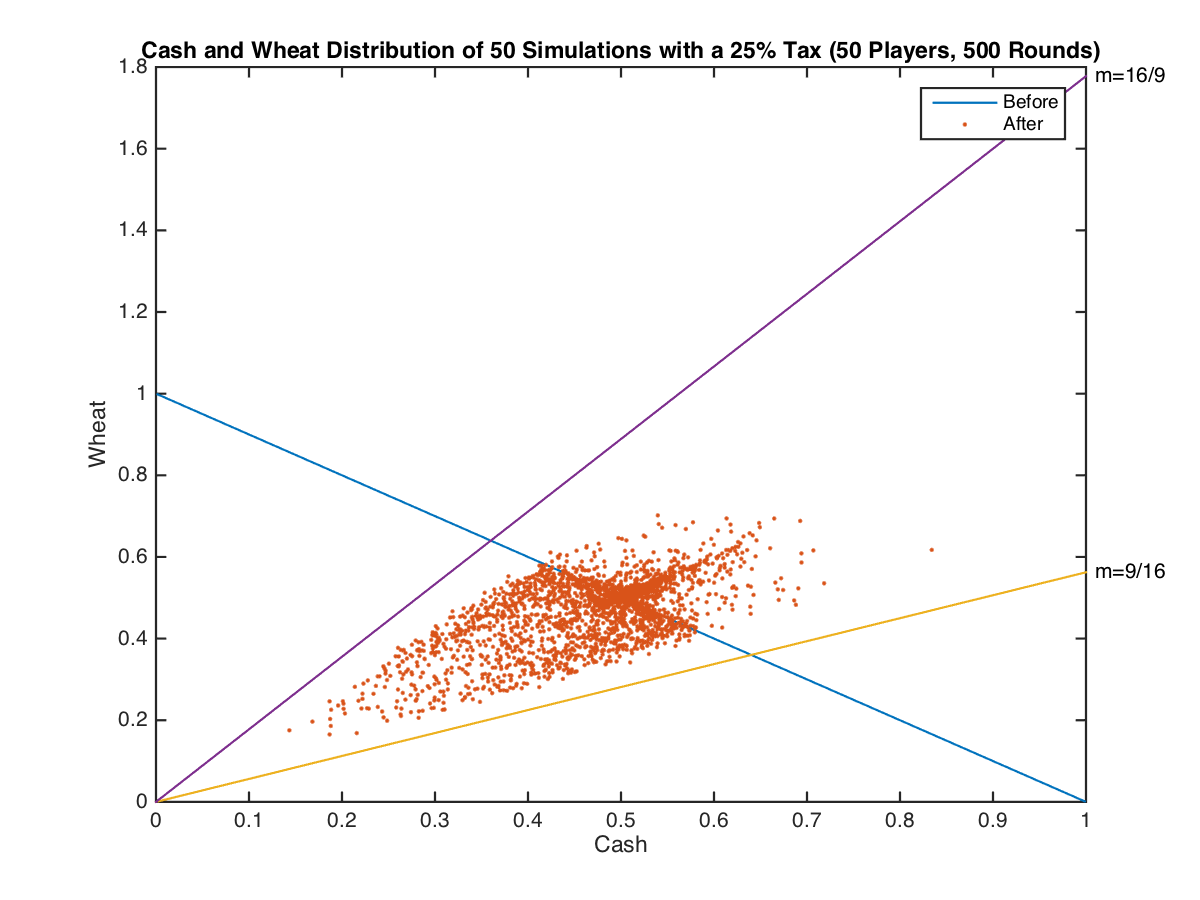 Cash and Wheat Distribution of 50 Simulations with a 25% Tax (50 Players, 500 Rounds)
1.8
m=16/9
Before
After
1.6
1.4
1.2
1
Wheat
0.8
0.6
m=9/16
0.4
0.2
0
0 0.1 0.2 0.3 0.4 0.5 0.6 0.7 0.8 0.9 1
Cash